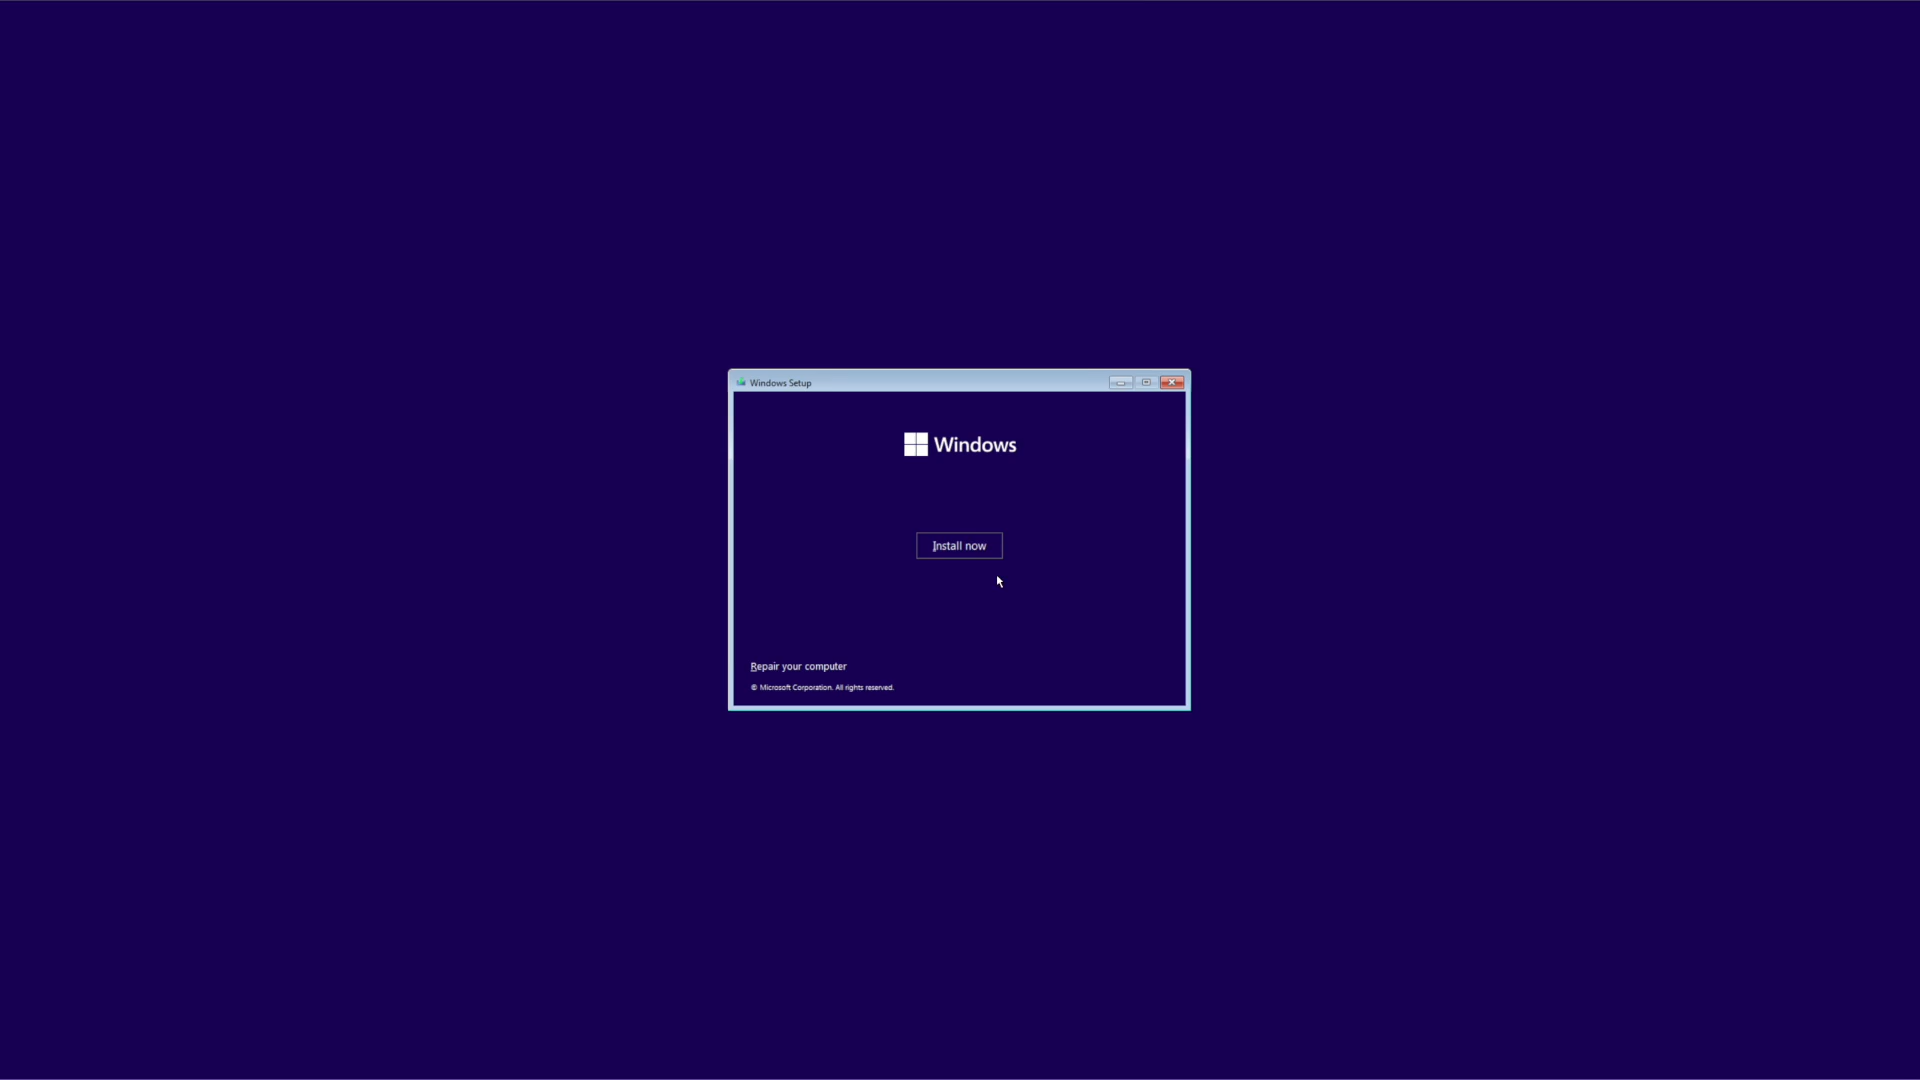 Windows Setup
Windows
Install now
Repair your computer
© Microsoft Corporation. All rights reserved.